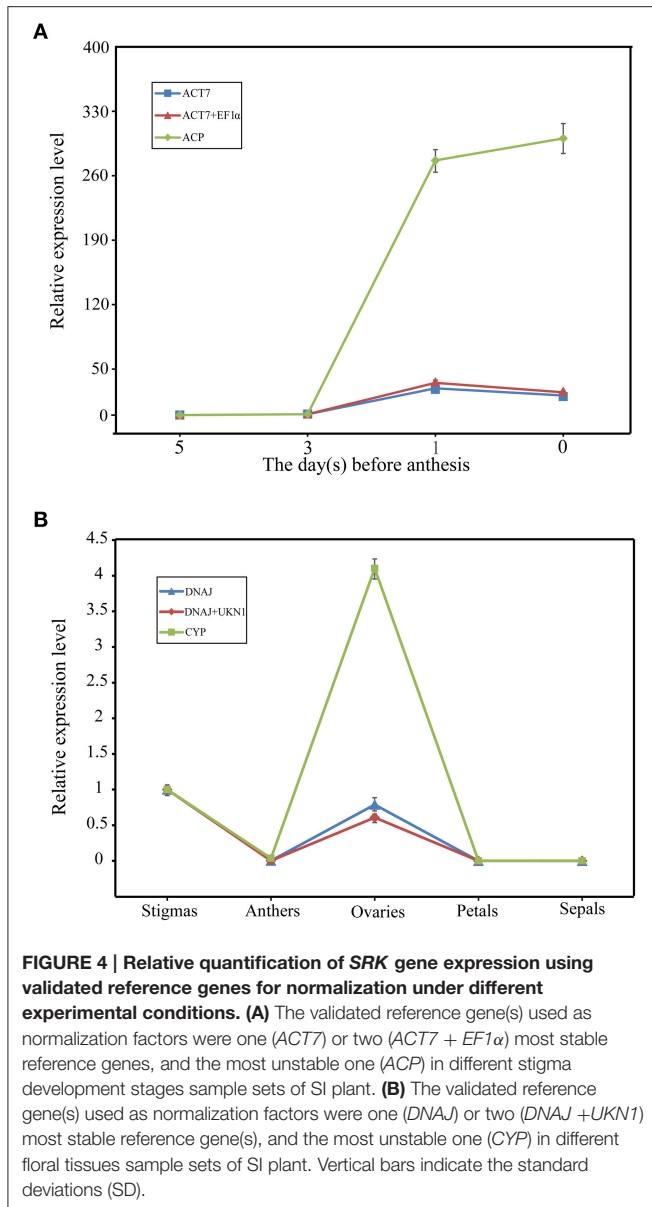 A
400
330
260
190
120
50
0
Relative expression level
ACT7
ACT7+EF1α
ACP
5 3 1 0
The day(s) before anthesis
B
4.5
4
3.5
3
2.5
2
1.5
1
0.5
0
Relative expression level
DNAJ
DNAJ+UKN1
CYP
Stigmas Anthers Ovaries Petals Sepals
FIGURE 4 | Relative quantification of SRK gene expression using
validated reference genes for normalization under different
experimental conditions. (A) The validated reference gene(s) used as
normalization factors were one (ACT7) or two (ACT7 + EF1α) most stable
reference genes, and the most unstable one (ACP) in different stigma
development stages sample sets of SI plant. (B) The validated reference
gene(s) used as normalization factors were one (DNAJ) or two (DNAJ +UKN1)
most stable reference gene(s), and the most unstable one (CYP) in different
floral tissues sample sets of SI plant. Vertical bars indicate the standard
deviations (SD).